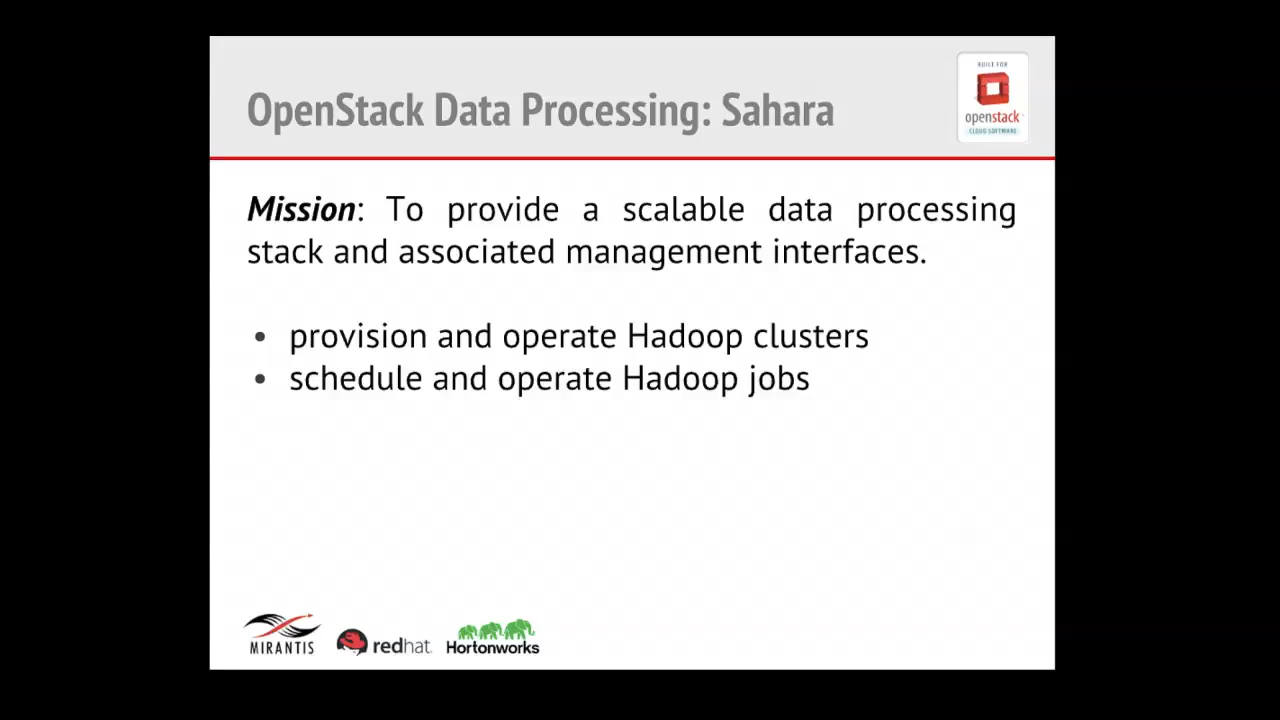 OpenStack Data Processing: Sahara
BUILT FOR
openstack
CLOUD SOFTWARE
Mission: To provide a scalable data processing
stack and associated management interfaces.
• provision and operate Hadoop clusters
• schedule and operate Hadoop jobs
MIRANTIS
redhat.
Hortonworks